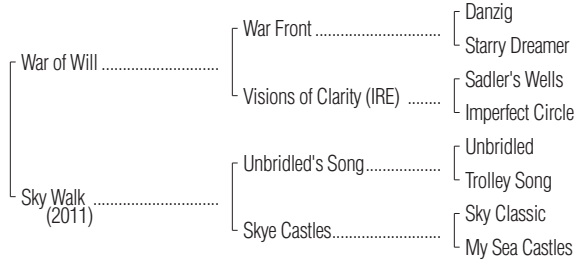 Danzig
War Front ..............................
Starry Dreamer
War of Will ....................................
Sadler's Wells
Visions of Clarity (IRE) ........
Imperfect Circle
Unbridled
Unbridled's Song.......................
Trolley Song
Sky Walk ......................................
(2011)
Sky Classic
Skye Castles..................................
My Sea Castles